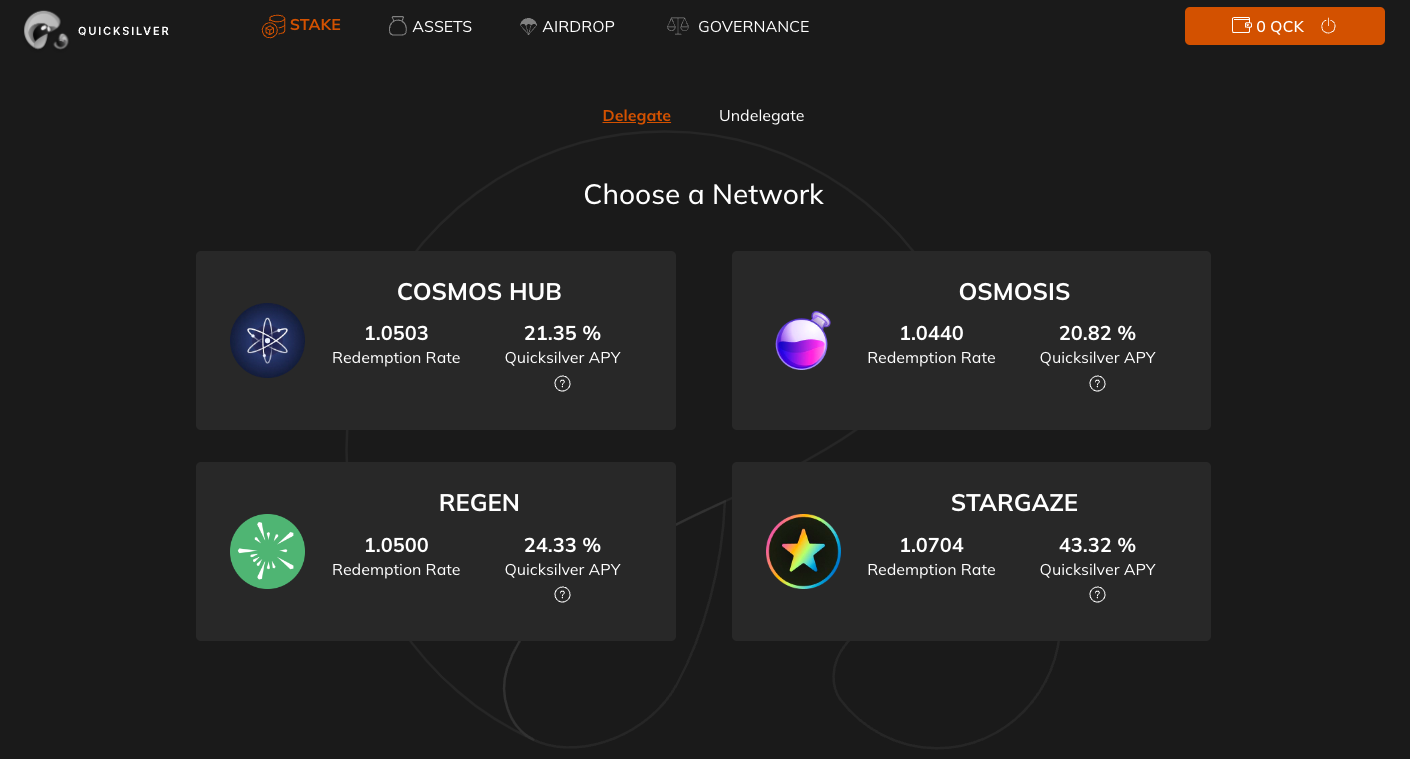 QUICKSILVER
STAKE
ASSETS
AIRDROP
GOVERNANCE
0 QCK
Delegate
Undelegate
Choose a Network
COSMOS HUB
1.0503
21.35 %
Redemption Rate
Quicksilver APY
?
OSMOSIS
1.0440
20.82 %
Redemption Rate
Quicksilver APY
?
REGEN
1.0500
24.33 %
Redemption Rate
Quicksilver APY
?
STARGAZE
1.0704
43.32 %
Redemption Rate
Quicksilver APY
?